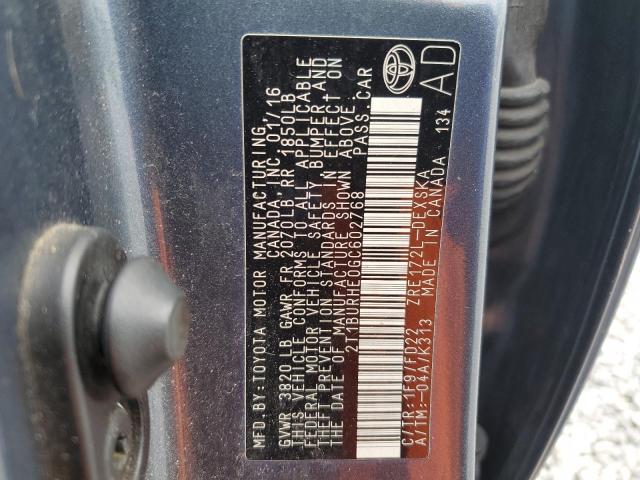 MFD. BY: TOYOTA MOTOR MANUFACTURING
CANADA, INC. 01/16
GVWR 3820 LB GAWR FR 2070LB RR 1850LB
THIS VEHICLE CONFORMS TO ALL APPLICABLE
FEDERAL MOTOR VEHICLE SAFETY, BUMPER AND
THEFT PREVENTION STANDARDS IN EFFECT ON
THE DATE OF MANUFACTURE SHOWN ABOVE.
2T1BURHE0GC602768 PASS. CAR
C/TR: 1F9/FD22 ZRE172L-DEXSKA
A/TM: -04A/K313 MADE IN CANADA 134
AD